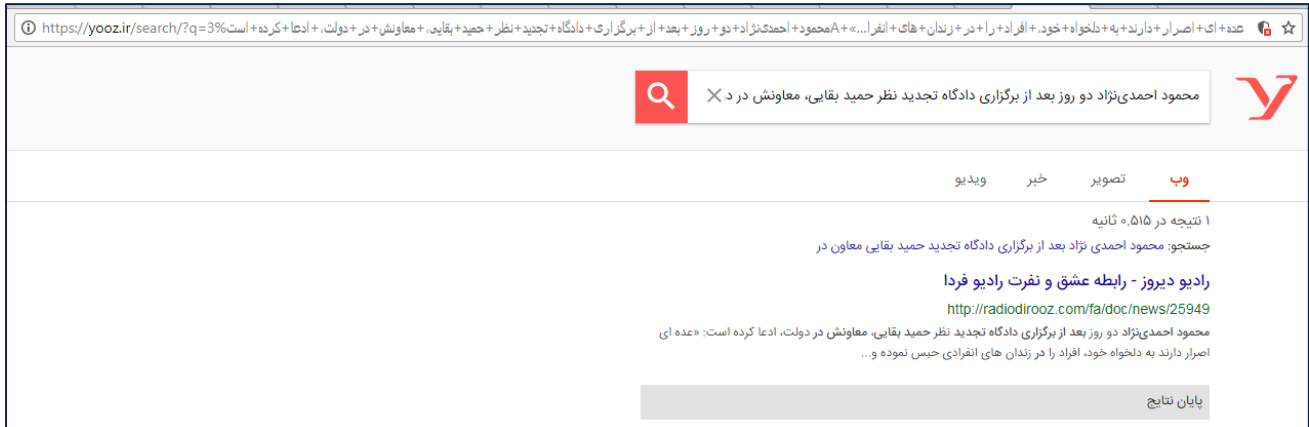 https://yooz.ir/search/?q=3%عده+ای+اصرار+دارند+به+دلخواه+خود،+افراد+را+در+زندان+های+انفرا...»+Aمحمود+احمدی‌نژاد+دو+روز+بعد+از+برگزاری+دادگاه+تجدید+نظر+حمید+بقایی،+معاونش+در+دولت،+ادعا+کرده+است
محمود احمدی‌نژاد دو روز بعد از برگزاری دادگاه تجدید نظر حمید بقایی، معاونش در د
وب تصویر خبر ویدیو
۱ نتیجه در ۰.۵۱۵ ثانیه
جستجو: محمود احمدی نژاد بعد از برگزاری دادگاه تجدید حمید بقایی معاون در
رادیو دیروز - رابطه عشق و نفرت رادیو فردا
http://radiodirooz.com/fa/doc/news/25949
محمود احمدی‌نژاد دو روز بعد از برگزاری دادگاه تجدید نظر حمید بقایی، معاونش در دولت، ادعا کرده است: «عده ای
اصرار دارند به دلخواه خود، افراد را در زندان های انفرادی حبس نموده و...
پایان نتایج